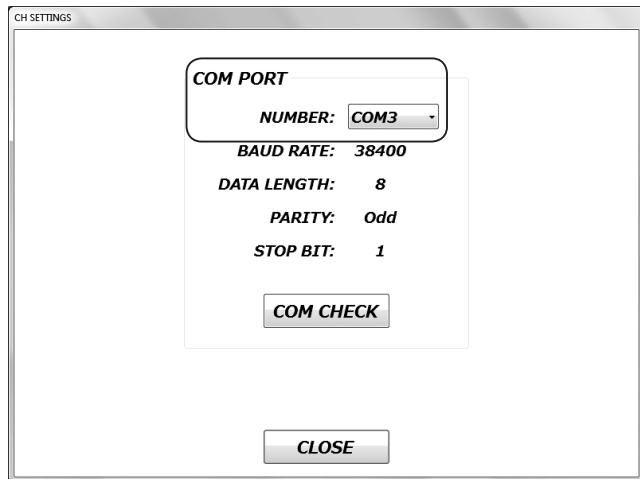 CH SETTINGS
COM PORT
NUMBER: COM3
BAUD RATE: 38400
DATA LENGTH: 8
PARITY: Odd
STOP BIT: 1
COM CHECK
CLOSE